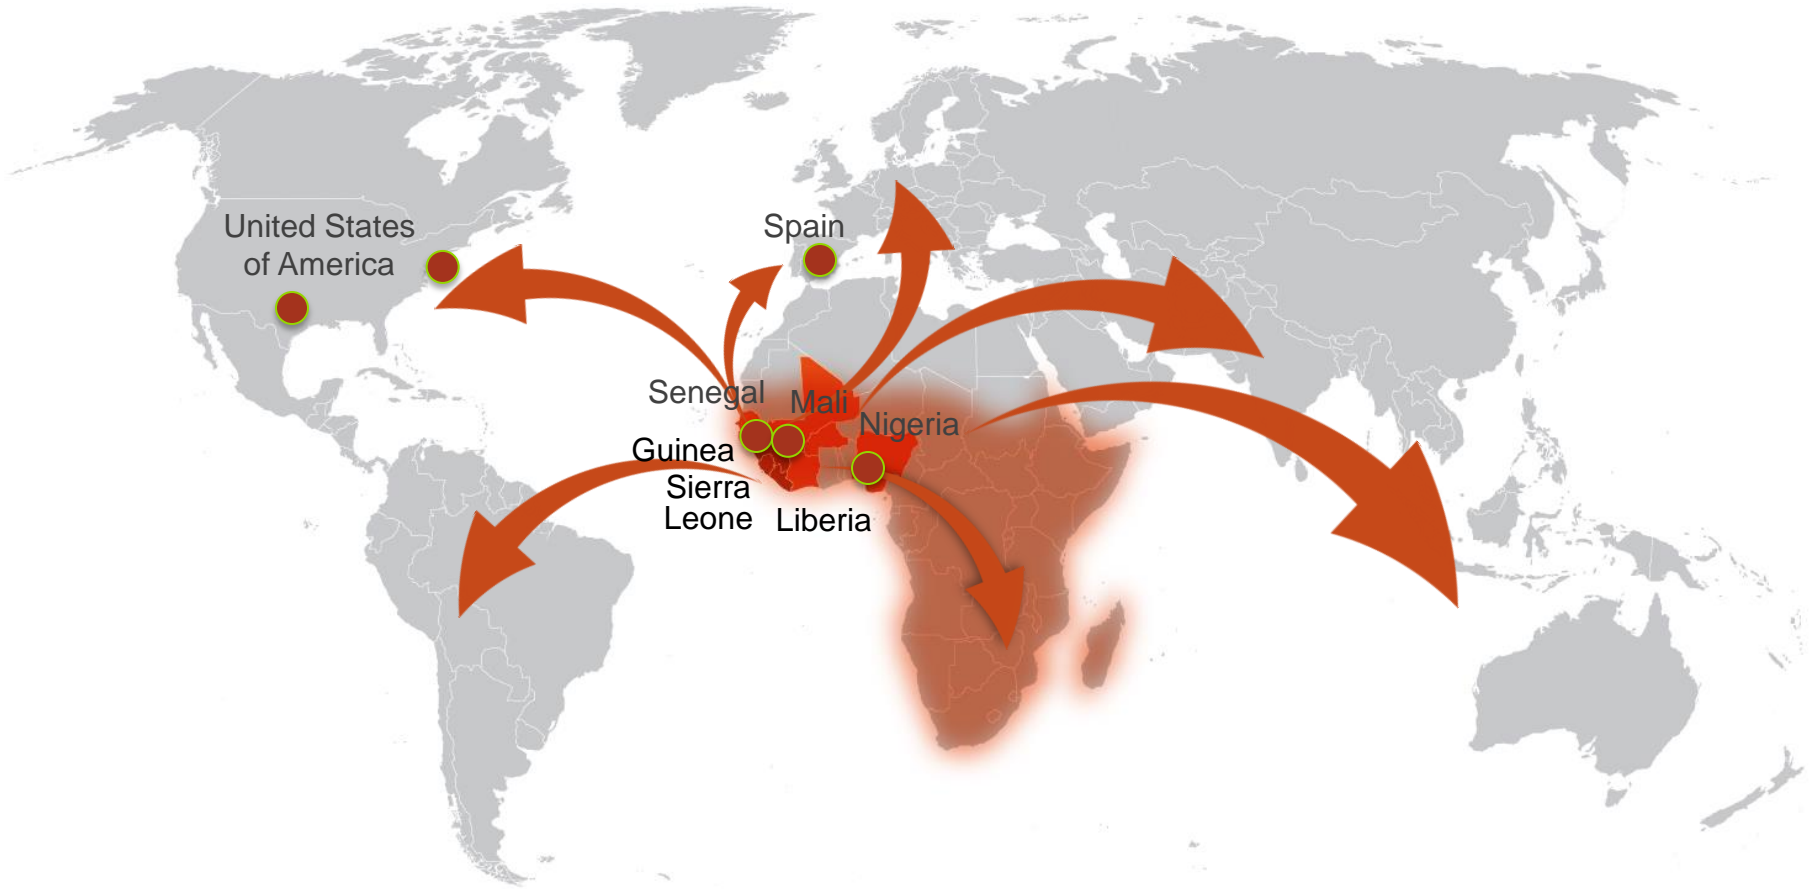 United States
of America
Spain
Senegal
Mali
Nigeria
Guinea
Sierra
Leone
Liberia